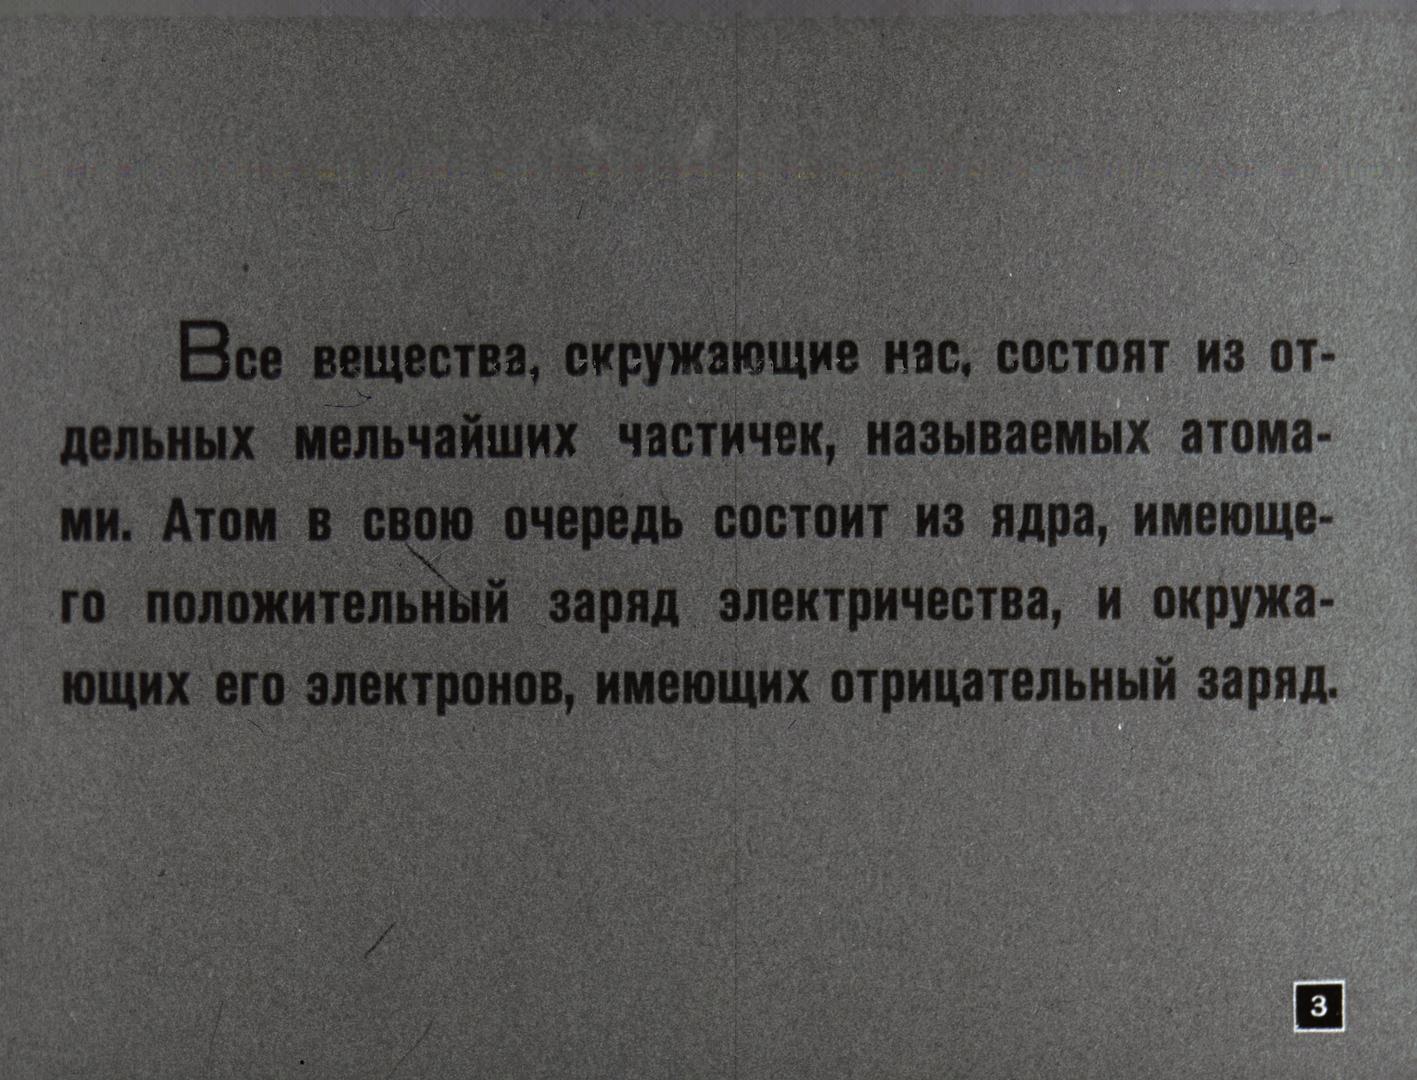 Все вещества, окружающие нас, состоят из от-
дельных мельчайших частичек, называемых атома-
ми. Атом в свою очередь состоит из ядра, имеюще-
го положительный заряд электричества, и окружа-
ющих его электронов, имеющих отрицательный заряд.
3